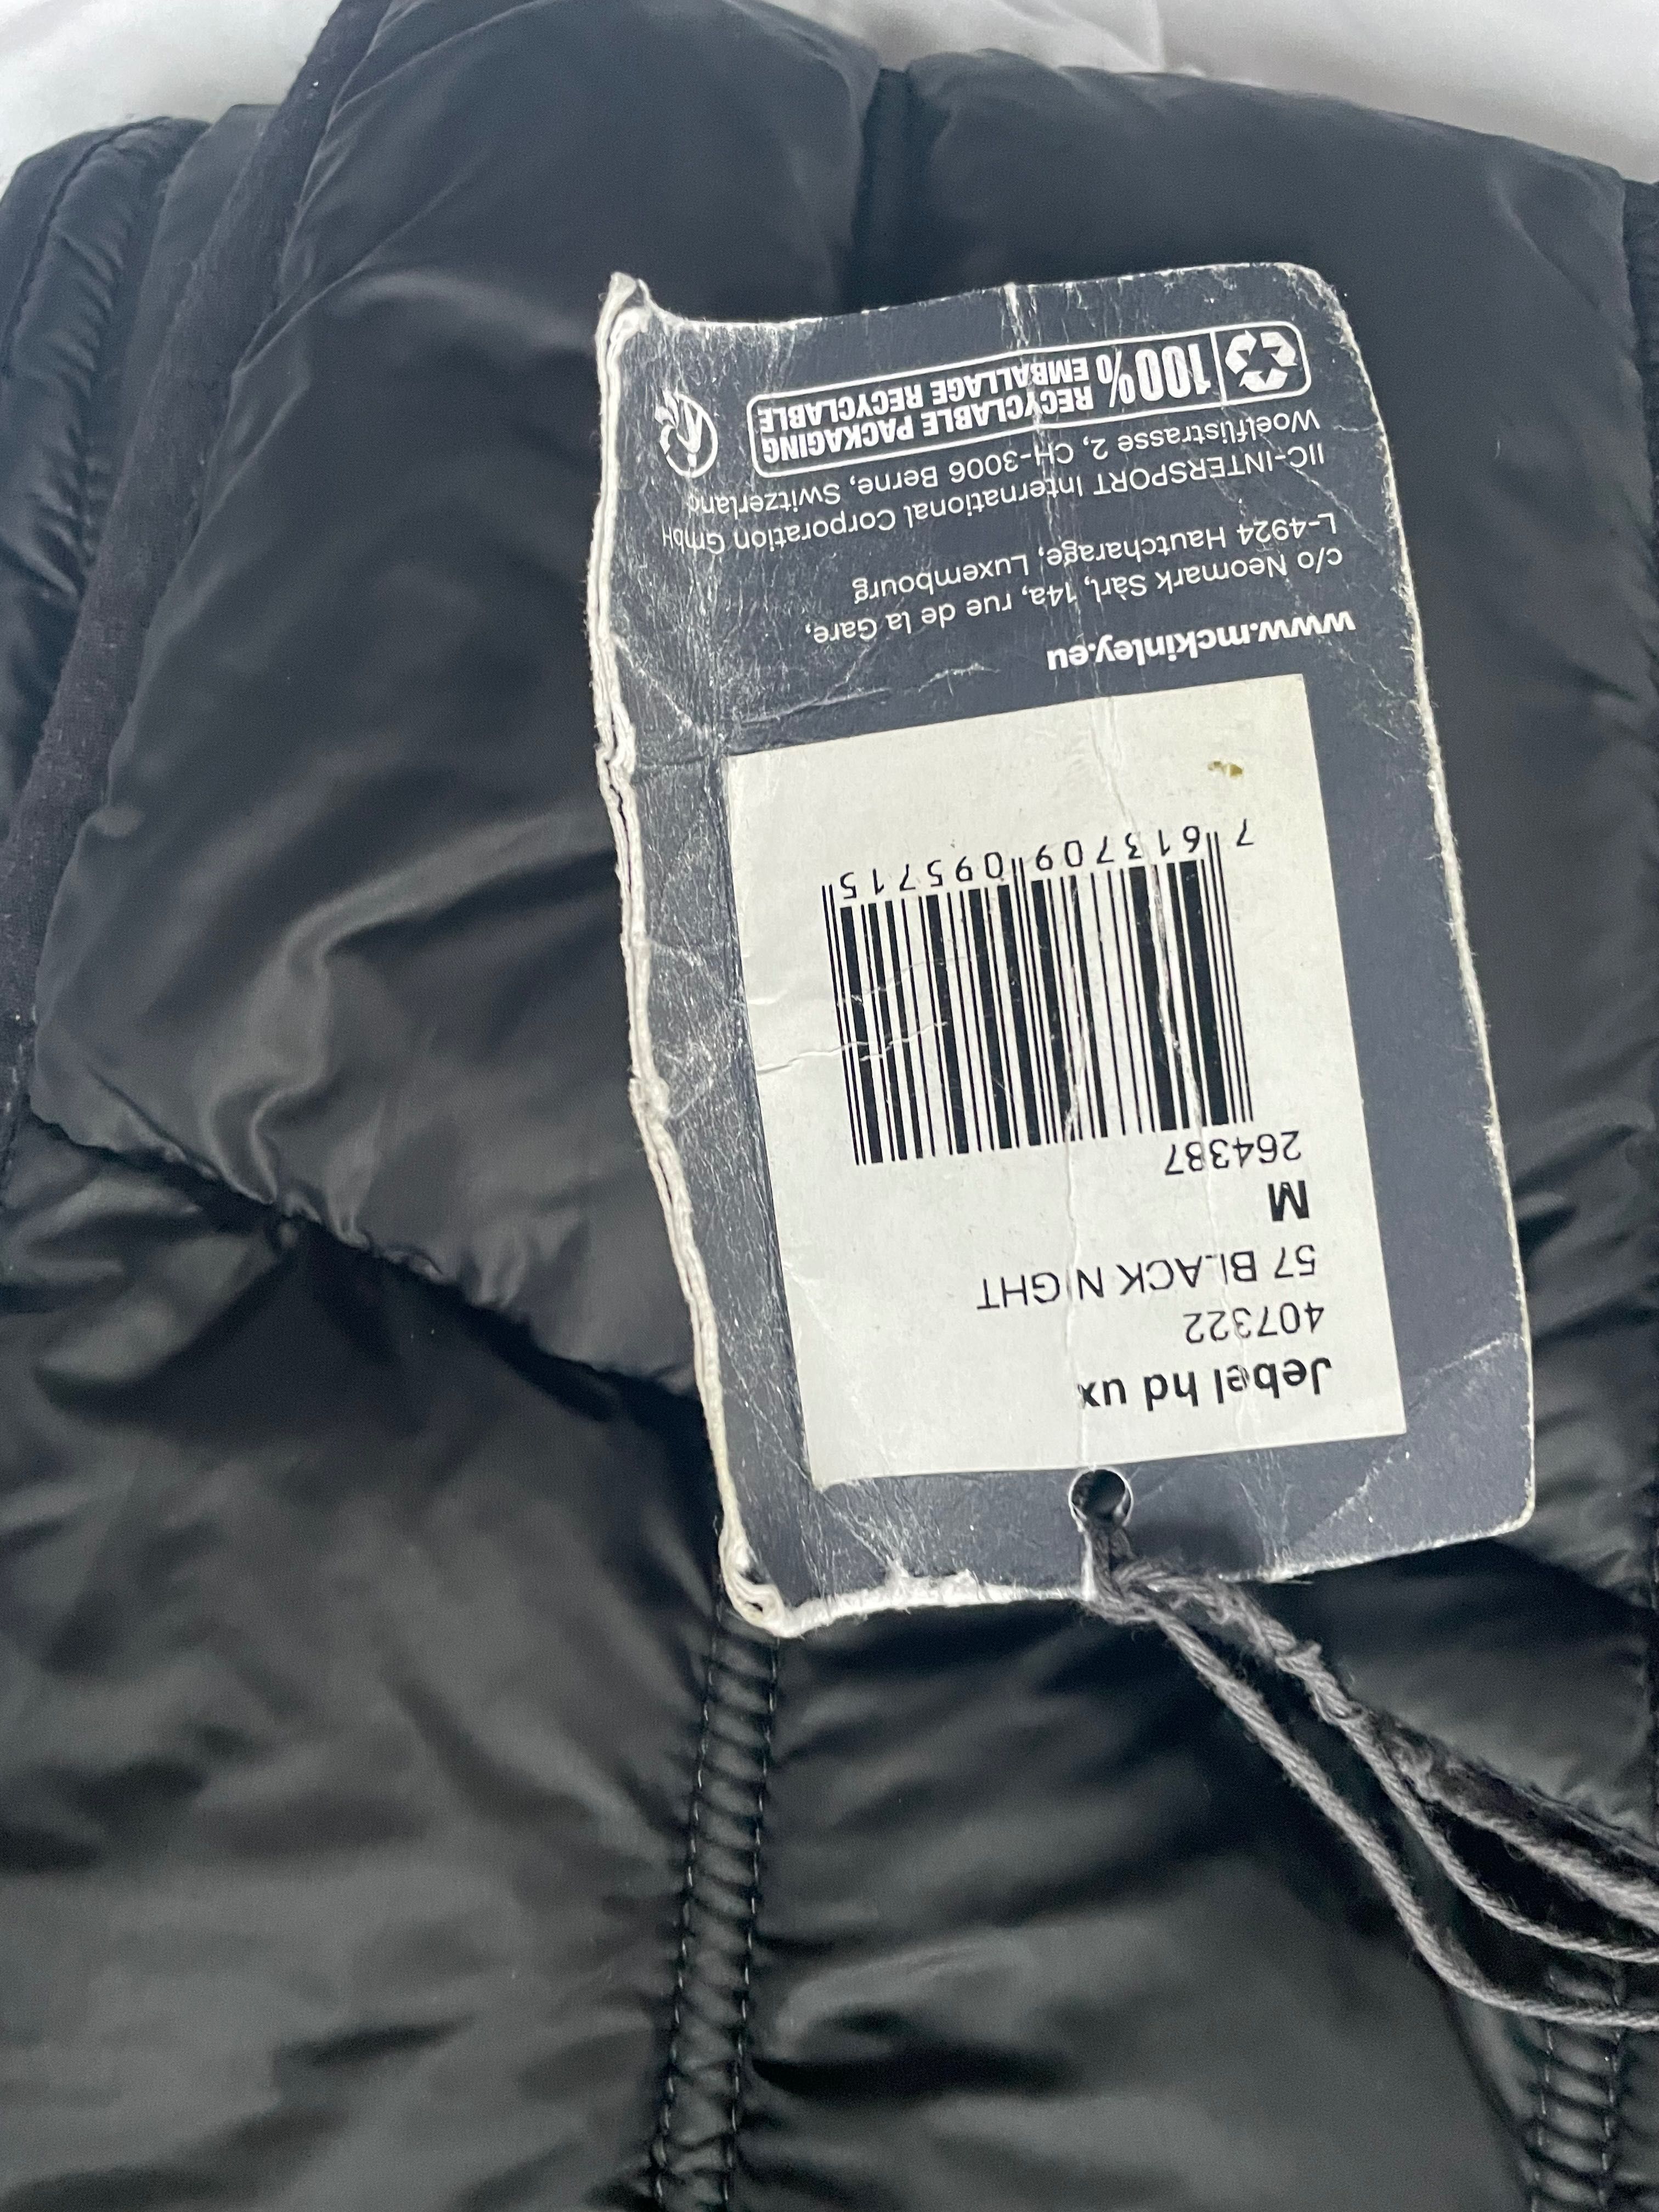 Jebel hd ux
407322
57 BLACK NIGHT
M
264387
7 613709 095715
www.mckinley.eu
c/o Neomark Sàrl, 14a, rue de la Gare,
L-4924 Hautcharage, Luxembourg
IIC-INTERSPORT International Corporation GmbH
Woelflistrasse 2, CH-3006 Berne, Switzerland
100% RECYCLABLE PACKAGING
EMBALLAGE RECYCLABLE